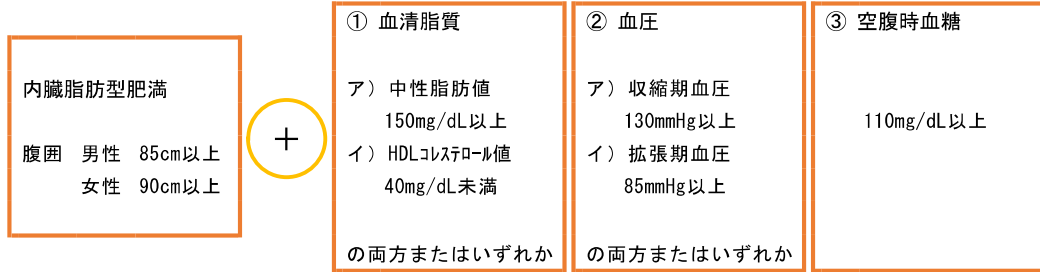 内臓脂肪型肥満
腹囲 男性 85cm以上
女性 90cm以上
+
① 血清脂質
ア) 中性脂肪値
150mg/dL以上
イ) HDLコレステロール値
40mg/dL未満
の両方またはいずれか
② 血圧
ア) 収縮期血圧
130mmHg以上
イ) 拡張期血圧
85mmHg以上
の両方またはいずれか
③ 空腹時血糖
110mg/dL以上